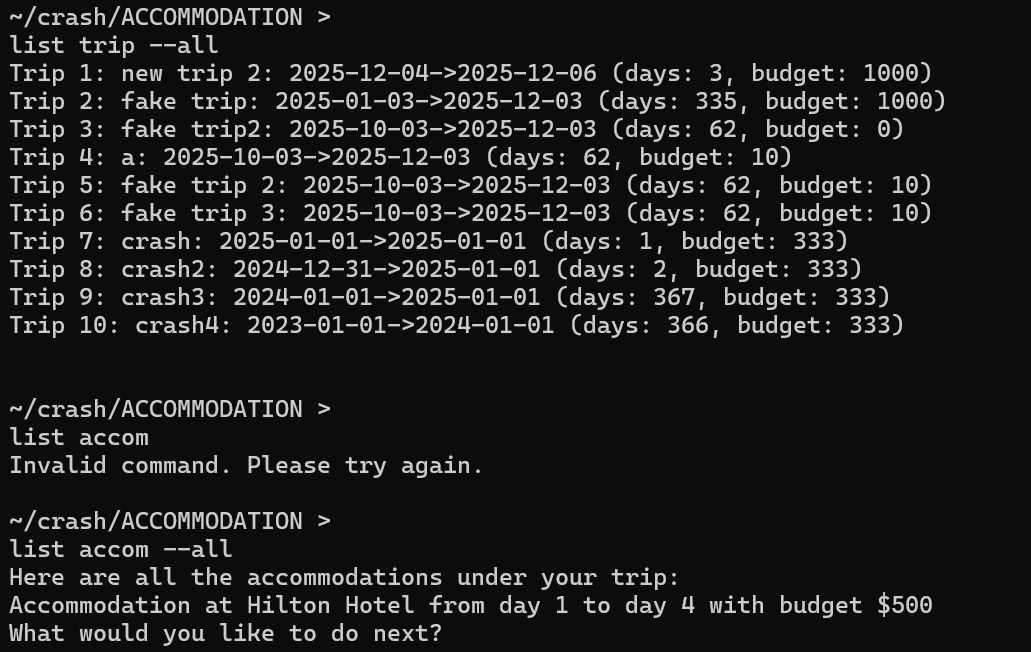 ~/crash/ACCOMMODATION >
list trip --all
Trip 1: new trip 2: 2025-12-04->2025-12-06 (days: 3, budget: 1000)
Trip 2: fake trip: 2025-01-03->2025-12-03 (days: 335, budget: 1000)
Trip 3: fake trip2: 2025-10-03->2025-12-03 (days: 62, budget: 0)
Trip 4: a: 2025-10-03->2025-12-03 (days: 62, budget: 10)
Trip 5: fake trip 2: 2025-10-03->2025-12-03 (days: 62, budget: 10)
Trip 6: fake trip 3: 2025-10-03->2025-12-03 (days: 62, budget: 10)
Trip 7: crash: 2025-01-01->2025-01-01 (days: 1, budget: 333)
Trip 8: crash2: 2024-12-31->2025-01-01 (days: 2, budget: 333)
Trip 9: crash3: 2024-01-01->2025-01-01 (days: 367, budget: 333)
Trip 10: crash4: 2023-01-01->2024-01-01 (days: 366, budget: 333)
~/crash/ACCOMMODATION >
list accom
Invalid command. Please try again.
~/crash/ACCOMMODATION >
list accom --all
Here are all the accommodations under your trip:
Accommodation at Hilton Hotel from day 1 to day 4 with budget $500
What would you like to do next?